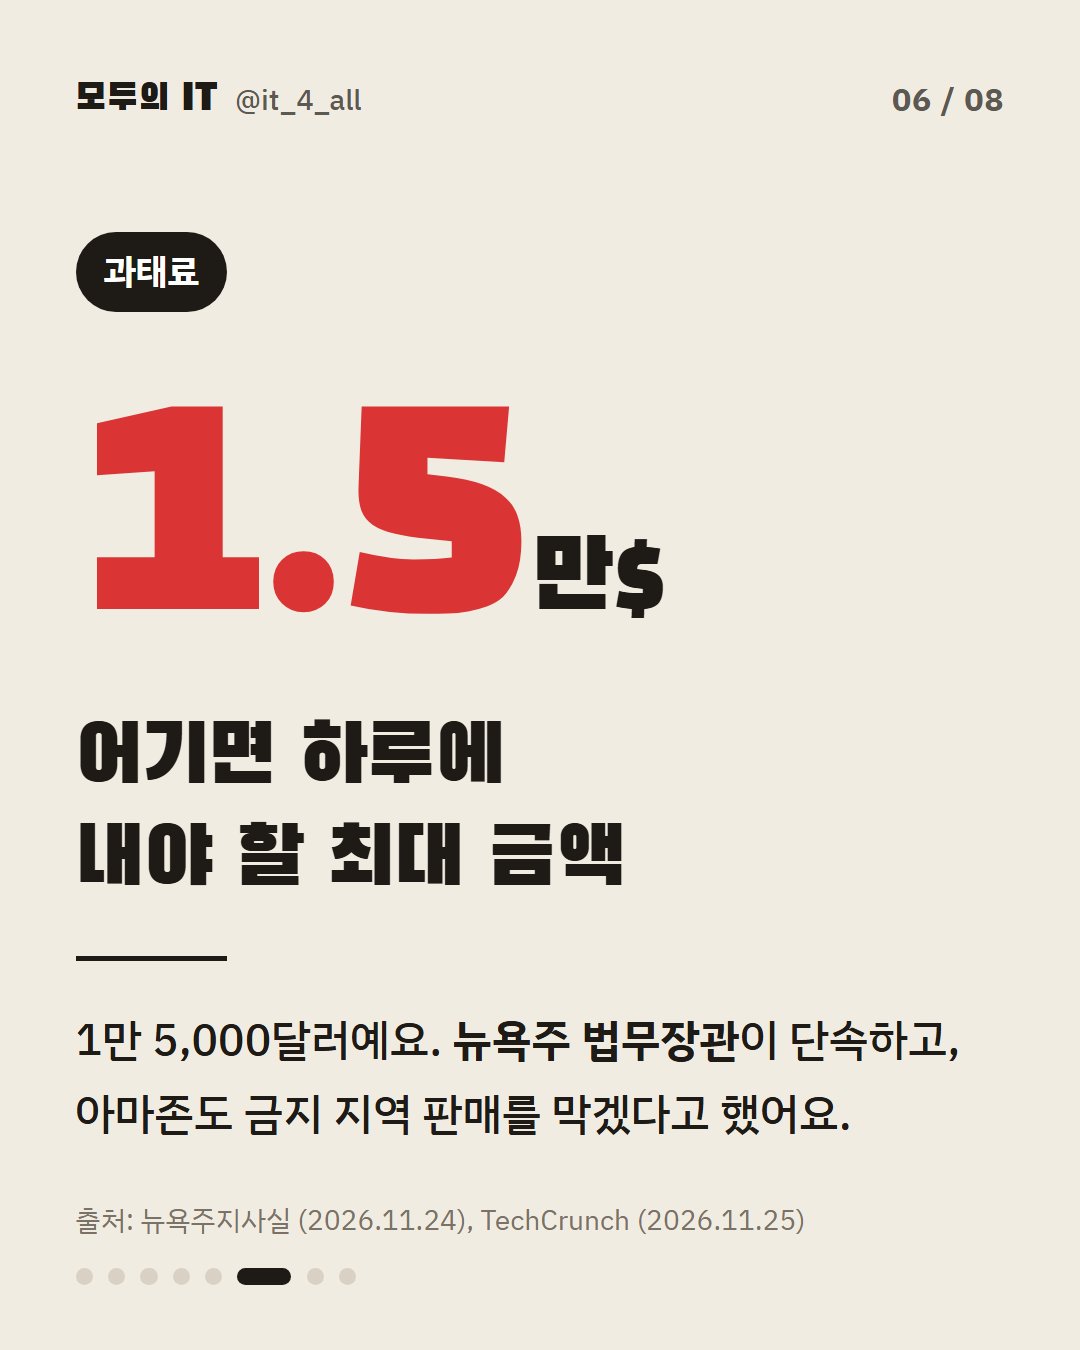 모두의 IT @it_4_all
06 / 08
과태료
1.5만$
어기면 하루에
내야 할 최대 금액
1만 5,000달러예요. 뉴욕주 법무장관이 단속하고,
아마존도 금지 지역 판매를 막겠다고 했어요.
출처: 뉴욕주지사실 (2026.11.24), TechCrunch (2026.11.25)